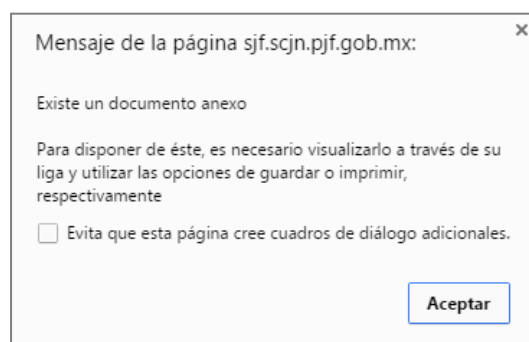 Mensaje de la página sjf.scjn.pjf.gob.mx:
Existe un documento anexo
Para disponer de éste, es necesario visualizarlo a través de su
liga y utilizar las opciones de guardar o imprimir,
respectivamente
Evita que esta página cree cuadros de diálogo adicionales.
Aceptar